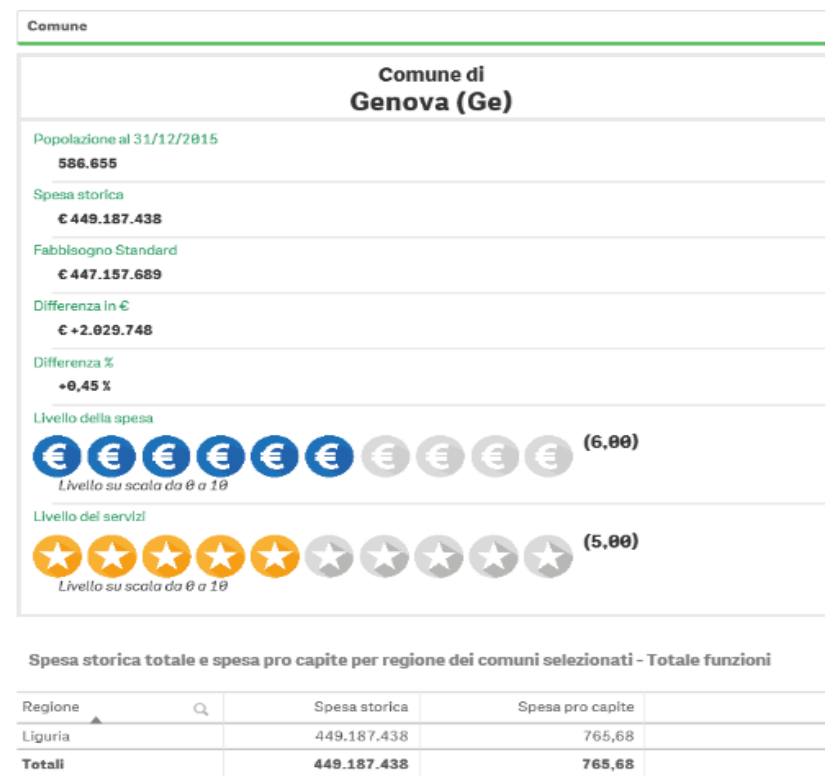 Comune
Comune di
Genova (Ge)
Popolazione al 31/12/2015
586.655
Spesa storica
€ 449.187.438
Fabbisogno Standard
€ 447.157.689
Differenza in €
€ +2.029.748
Differenza %
+0,45 %
Livello della spesa
€ € € € € € € € € € (6,00)
Livello su scala da 0 a 10
Livello dei servizi
(5,00)
Livello su scala da 0 a 10
Spesa storica totale e spesa pro capite per regione dei comuni selezionati - Totale funzioni
Regione Spesa storica Spesa pro capite
Liguria 449.187.438 765,68
Totali 449.187.438 765,68